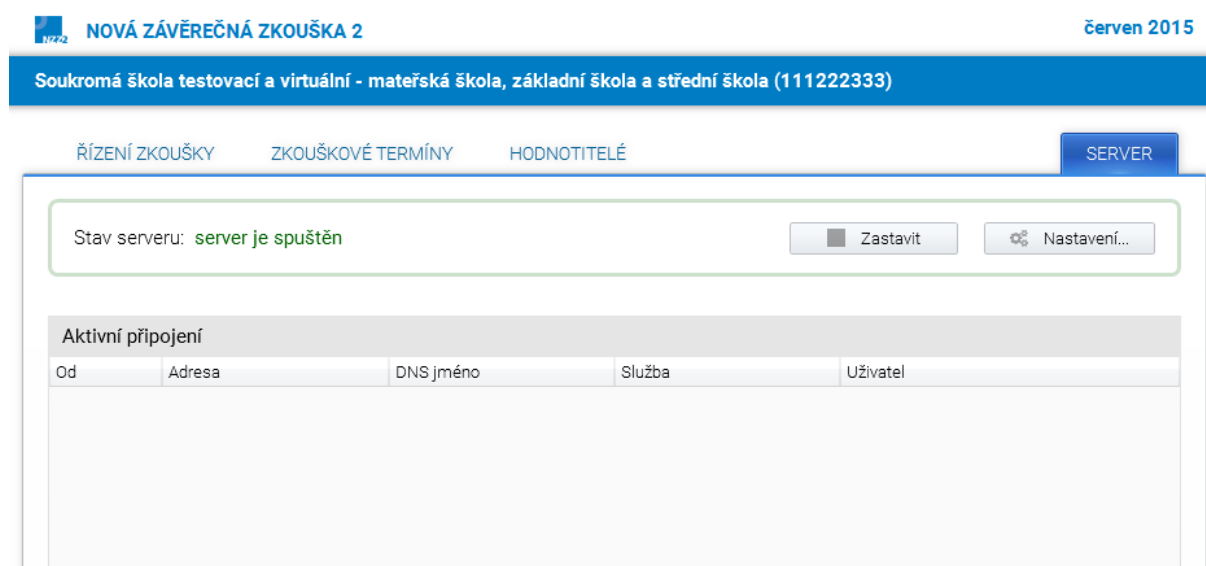 NZZ2 NOVÁ ZÁVĚREČNÁ ZKOUŠKA 2 červen 2015
Soukromá škola testovací a virtuální - mateřská škola, základní škola a střední škola (111222333)
ŘÍZENÍ ZKOUŠKY ZKOUŠKOVÉ TERMÍNY HODNOTITELÉ SERVER
Stav serveru: server je spuštěn Zastavit Nastavení...
Aktivní připojení
Od Adresa DNS jméno Služba Uživatel